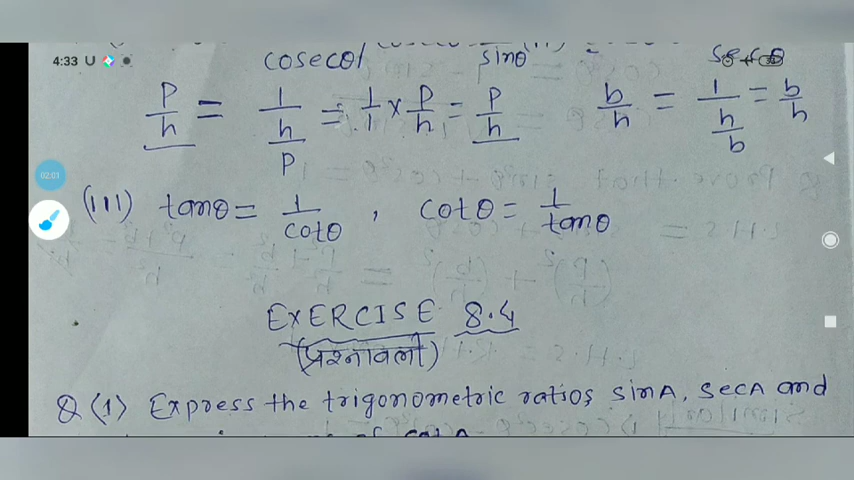 4:33 U
cosecθ sinθ
p/h = 1/(h/p) = 1/1 × p/h = p/h b/h = 1/(h/b) = b/h
02:01
(iii) tanθ = 1/cotθ , cotθ = 1/tanθ
EXERCISE 8.4
(प्रश्नावली)
Q (1) Express the trigonometric ratios sinA, secA and